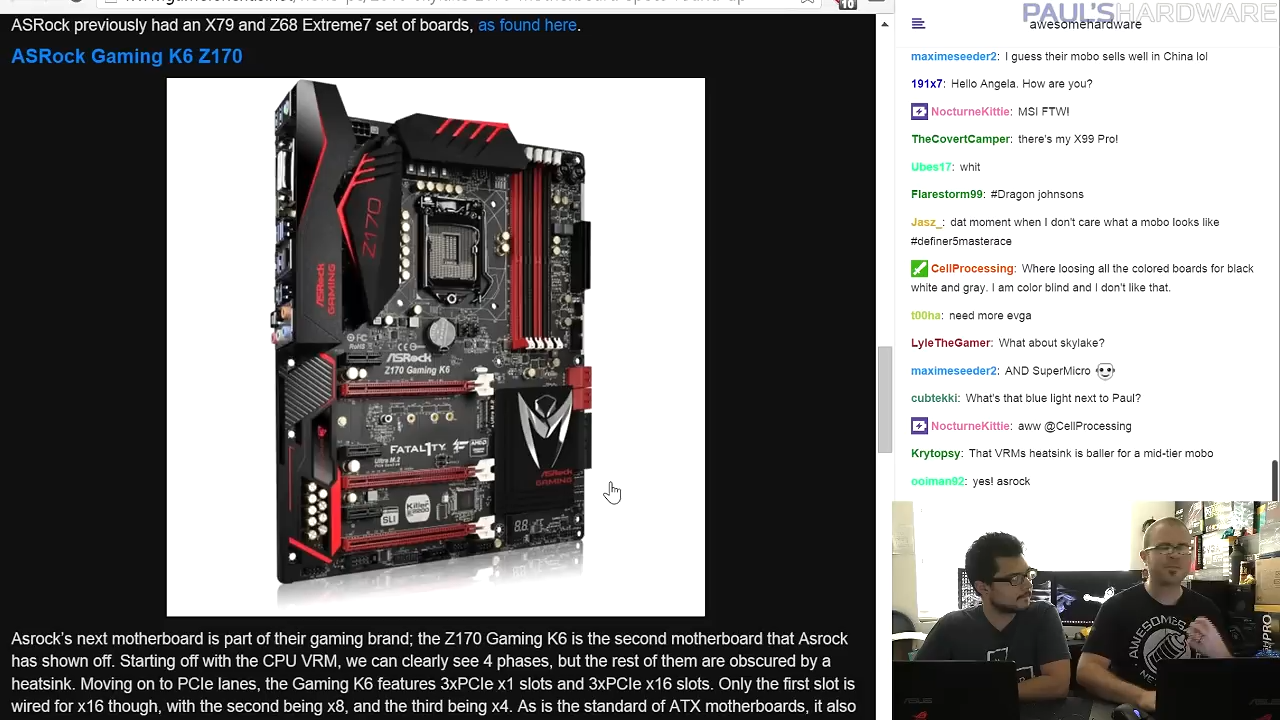 ASRock previously had an X79 and Z68 Extreme7 set of boards, as found here.
ASRock Gaming K6 Z170
Z170
ASRock
GAMING
ASRock
Z170 Gaming K6
FATAL1TY
AMD
Ultra M.2
SLI
Killer
ASRock
GAMING
Asrock’s next motherboard is part of their gaming brand; the Z170 Gaming K6 is the second motherboard that Asrock
has shown off. Starting off with the CPU VRM, we can clearly see 4 phases, but the rest of them are obscured by a
heatsink. Moving on to PCIe lanes, the Gaming K6 features 3xPCIe x1 slots and 3xPCIe x16 slots. Only the first slot is
wired for x16 though, with the second being x8, and the third being x4. As is the standard of ATX motherboards, it also
10
PAUL'SHARDWARE
awesomehardware
maximeseeder2: I guess their mobo sells well in China lol
191x7: Hello Angela. How are you?
NocturneKittie: MSI FTW!
TheCovertCamper: there's my X99 Pro!
Ubes17: whit
Flarestorm99: #Dragon johnsons
Jasz_: dat moment when I don't care what a mobo looks like
#definer5masterace
CellProcessing: Where loosing all the colored boards for black
white and gray. I am color blind and I don't like that.
t00ha: need more evga
LyleTheGamer: What about skylake?
maximeseeder2: AND SuperMicro
cubtekki: What's that blue light next to Paul?
NocturneKittie: aww @CellProcessing
Krytopsy: That VRMs heatsink is baller for a mid-tier mobo
ooiman92: yes! asrock